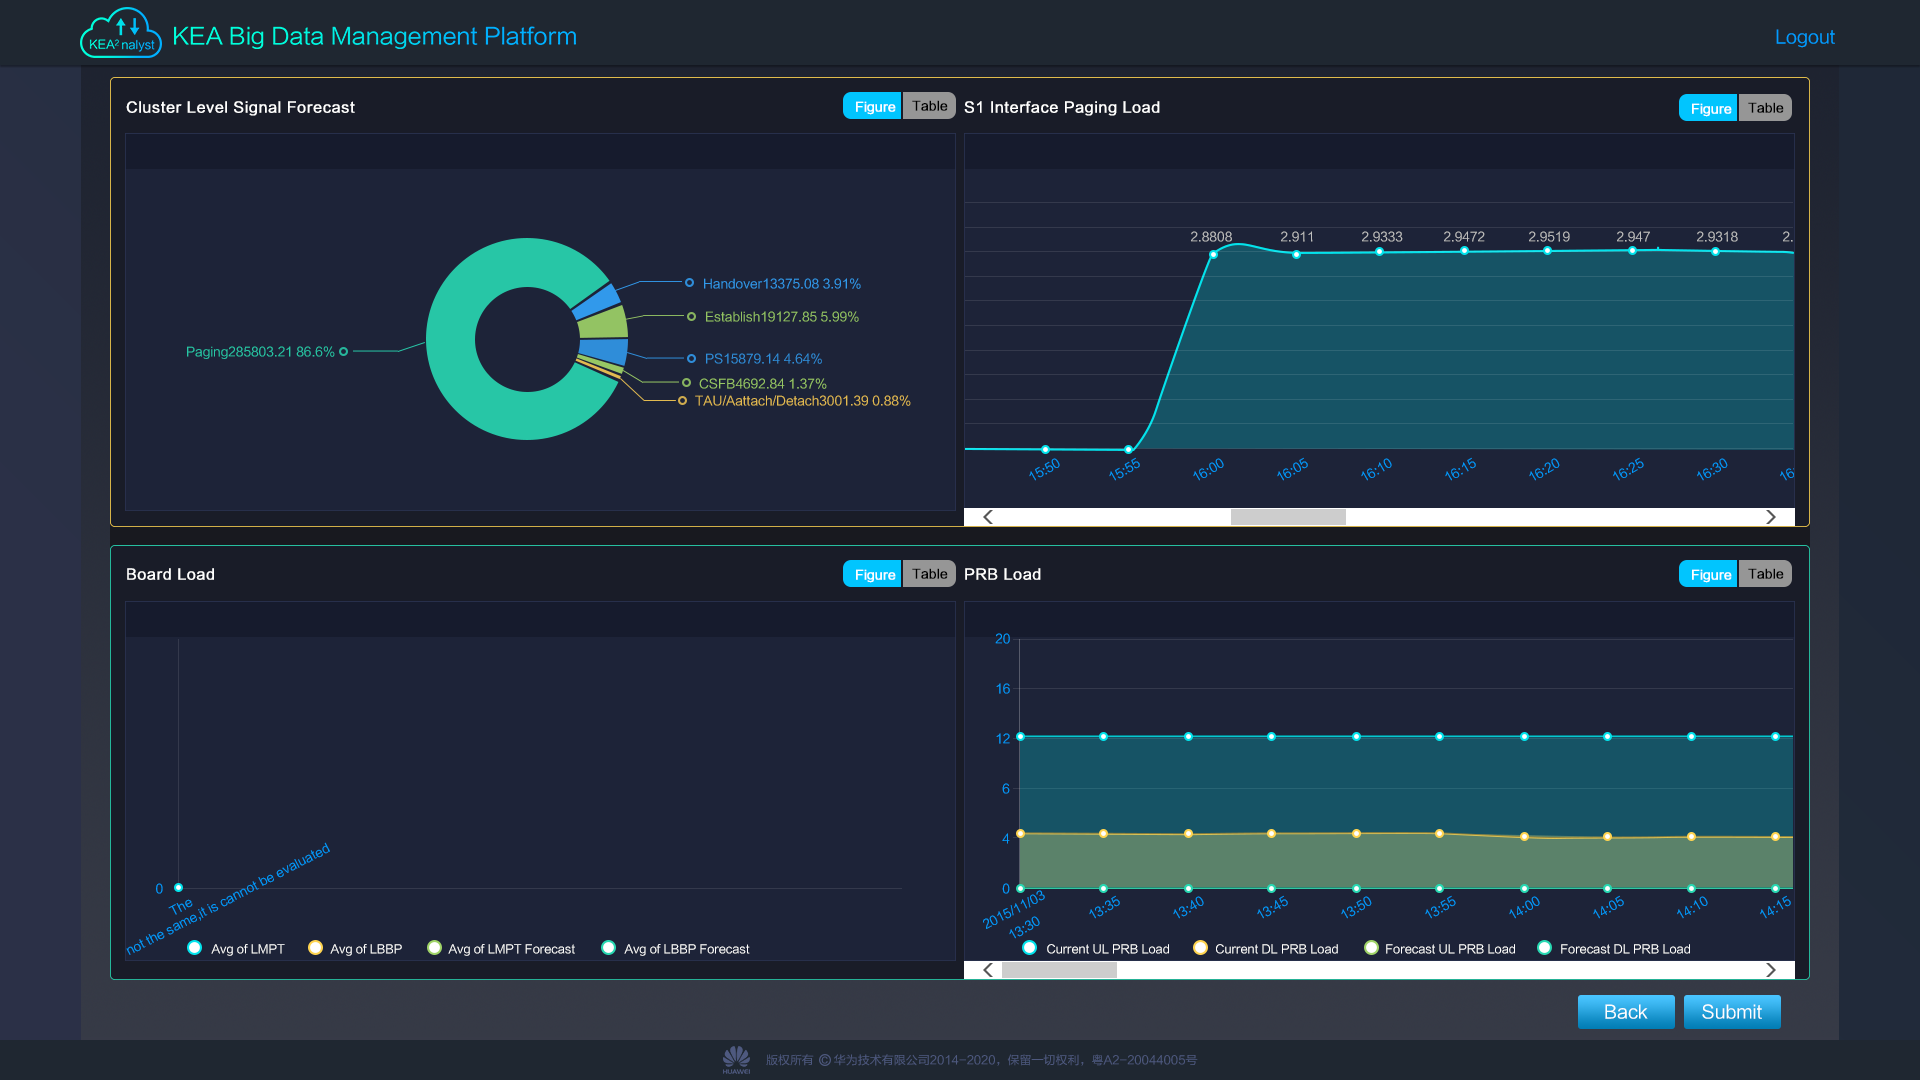 KEA² nalyst
KEA Big Data Management Platform
Logout
Cluster Level Signal Forecast
Figure
Table
Handover13375.08 3.91%
Establish19127.85 5.99%
Paging285803.21 86.6%
PS15879.14 4.64%
CSFB4692.84 1.37%
TAU/Aattach/Detach3001.39 0.88%
S1 Interface Paging Load
Figure
Table
2.8808 2.911 2.9333 2.9472 2.9519 2.947 2.9318 2.
15:50 15:55 16:00 16:05 16:10 16:15 16:20 16:25 16:30 16:
Board Load
Figure
Table
0
The
not the same,it is cannot be evaluated
Avg of LMPT Avg of LBBP Avg of LMPT Forecast Avg of LBBP Forecast
PRB Load
Figure
Table
20
16
12
6
4
0
2015/11/03
13:30
13:35 13:40 13:45 13:50 13:55 14:00 14:05 14:10 14:15
Current UL PRB Load Current DL PRB Load Forecast UL PRB Load Forecast DL PRB Load
Back
Submit
HUAWEI
版权所有 © 华为技术有限公司2014-2020，保留一切权利，粤A2-20044005号